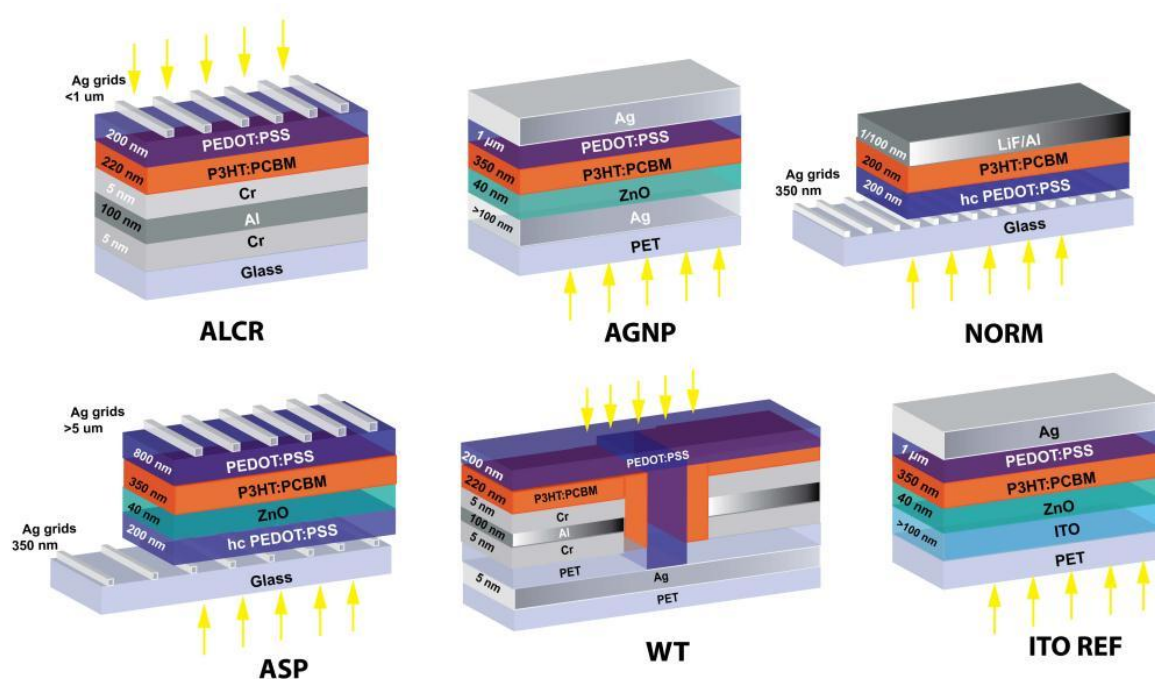 Ag grids
<1 um
200 nm
PEDOT:PSS
220 nm
P3HT:PCBM
5 nm
Cr
100 nm
Al
5 nm
Cr
Glass
ALCR
Ag
1 µm
PEDOT:PSS
350 nm
P3HT:PCBM
40 nm
ZnO
>100 nm
Ag
PET
AGNP
1/100 nm
LiF/Al
200 nm
P3HT:PCBM
200 nm
hc PEDOT:PSS
Ag grids
350 nm
Glass
NORM
Ag grids
>5 um
800 nm
PEDOT:PSS
350 nm
P3HT:PCBM
40 nm
ZnO
200 nm
hc PEDOT:PSS
Ag grids
350 nm
Glass
ASP
200 nm
PEDOT:PSS
220 nm
P3HT:PCBM
5 nm
Cr
100 nm
Al
5 nm
Cr
PET
Ag
5 nm
PET
WT
Ag
1 µm
PEDOT:PSS
350 nm
P3HT:PCBM
40 nm
ZnO
>100 nm
ITO
PET
ITO REF